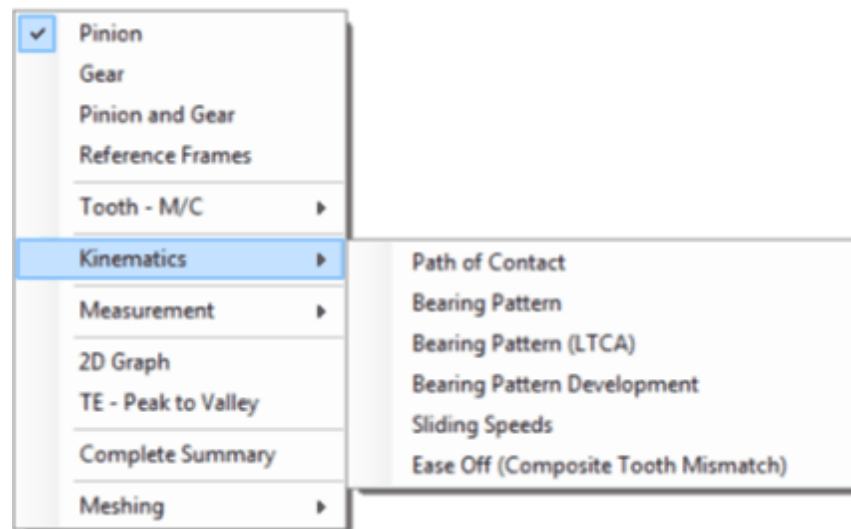 Pinion
Gear
Pinion and Gear
Reference Frames
Tooth - M/C
Kinematics
Measurement
2D Graph
TE - Peak to Valley
Complete Summary
Meshing
Path of Contact
Bearing Pattern
Bearing Pattern (LTCA)
Bearing Pattern Development
Sliding Speeds
Ease Off (Composite Tooth Mismatch)